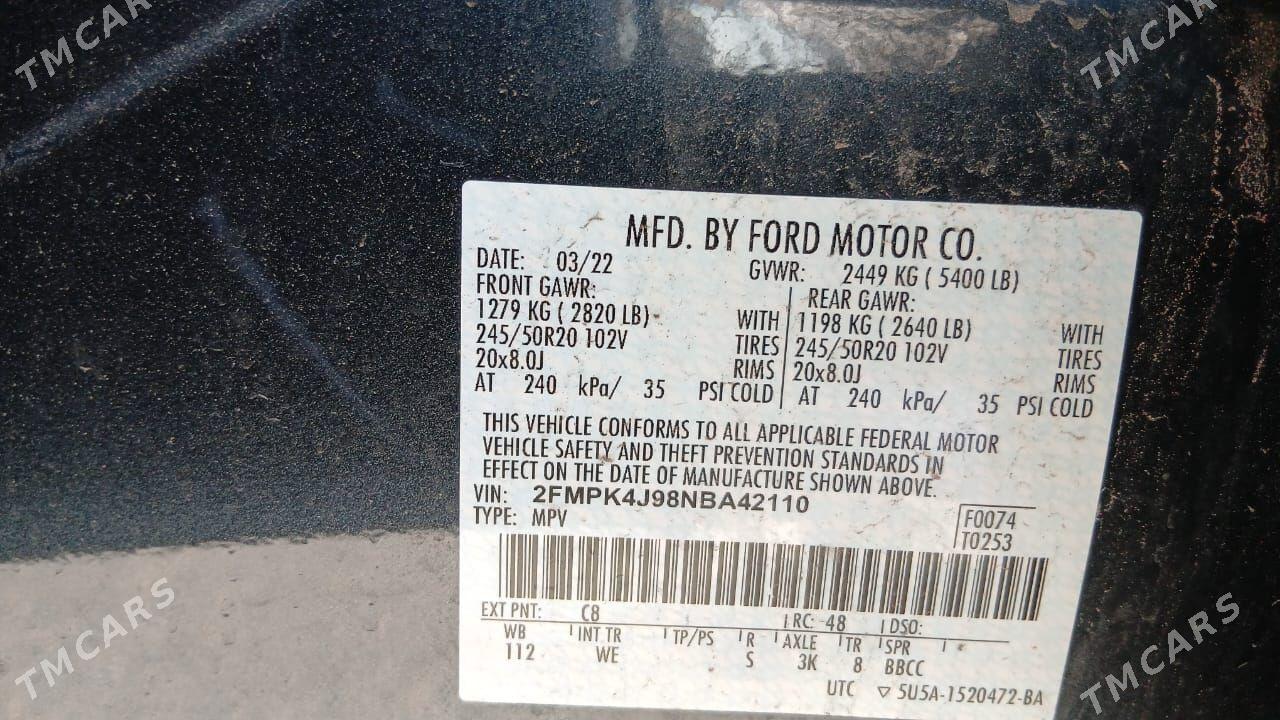 TMCARS
TMCARS
MFD. BY FORD MOTOR CO.
DATE: 03/22 GVWR: 2449 KG ( 5400 LB)
FRONT GAWR: REAR GAWR:
1279 KG ( 2820 LB) WITH 1198 KG ( 2640 LB) WITH
245/50R20 102V TIRES 245/50R20 102V TIRES
20x8.0J RIMS 20x8.0J RIMS
AT 240 kPa/ 35 PSI COLD AT 240 kPa/ 35 PSI COLD
THIS VEHICLE CONFORMS TO ALL APPLICABLE FEDERAL MOTOR
VEHICLE SAFETY AND THEFT PREVENTION STANDARDS IN
EFFECT ON THE DATE OF MANUFACTURE SHOWN ABOVE.
VIN: 2FMPK4J98NBA42110
TYPE: MPV F0074
T0253
EXT PNT: C8 RC: 48 DSO:
WB INT TR TP/PS R AXLE TR SPR
112 WE S 3K 8 BBCC
UTC ▽ 5U5A-1520472-BA
TMCARS
TMCARS